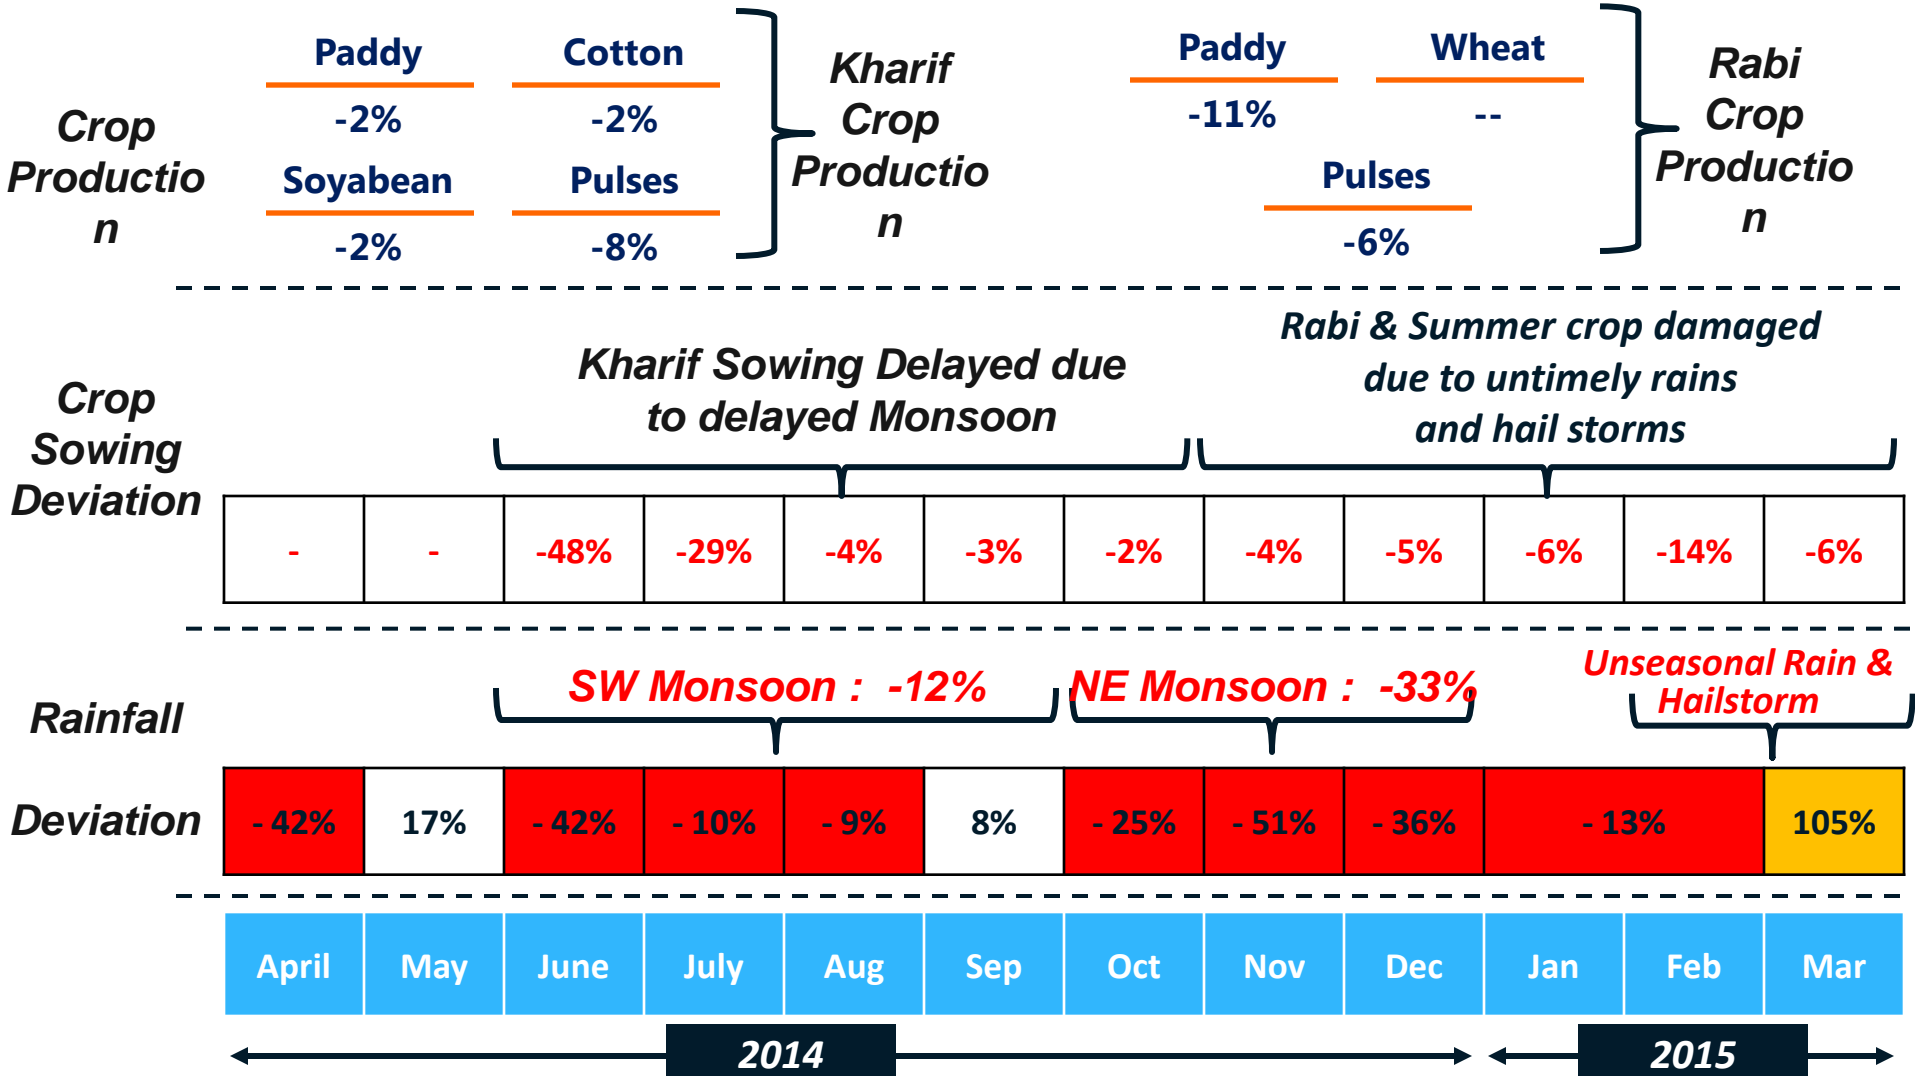 Crop
Productio
n
Paddy
-2%
Cotton
-2%
Soyabean
-2%
Pulses
-8%
Kharif
Crop
Productio
n
Paddy
-11%
Wheat
--
Pulses
-6%
Rabi
Crop
Productio
n
Crop
Sowing
Deviation
Kharif Sowing Delayed due
to delayed Monsoon
Rabi & Summer crop damaged
due to untimely rains
and hail storms
- - -48% -29% -4% -3% -2% -4% -5% -6% -14% -6%
Rainfall
Deviation
SW Monsoon : -12%
NE Monsoon : -33%
Unseasonal Rain &
Hailstorm
- 42% 17% - 42% - 10% - 9% 8% - 25% - 51% - 36% - 13% 105%
April May June July Aug Sep Oct Nov Dec Jan Feb Mar
2014 2015